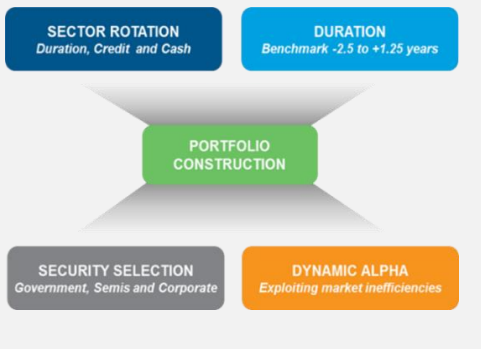 SECTOR ROTATION
Duration, Credit and Cash
DURATION
Benchmark -2.5 to +1.25 years
PORTFOLIO
CONSTRUCTION
SECURITY SELECTION
Government, Semis and Corporate
DYNAMIC ALPHA
Exploiting market inefficiencies